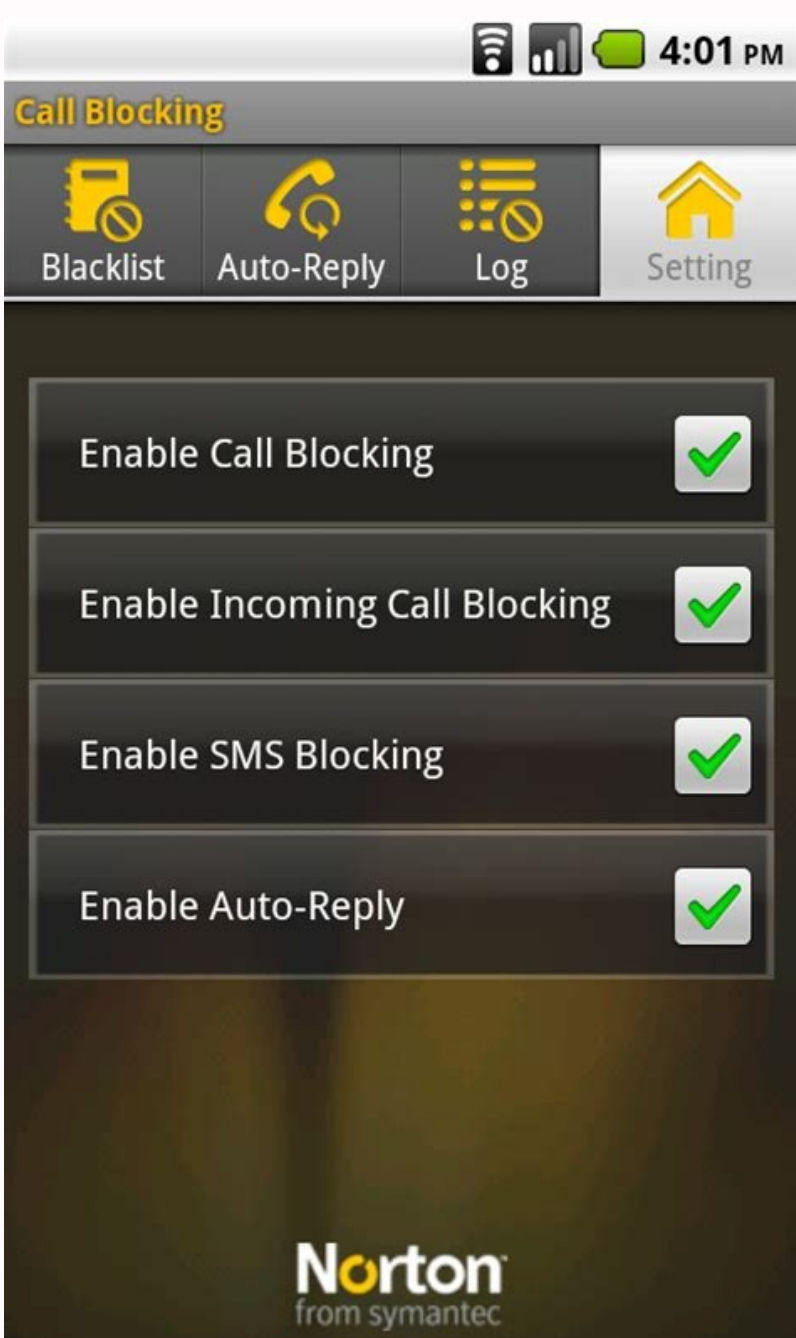 4:01 PM
Call Blocking
Blacklist Auto-Reply Log Setting
Enable Call Blocking
Enable Incoming Call Blocking
Enable SMS Blocking
Enable Auto-Reply
Norton
from symantec